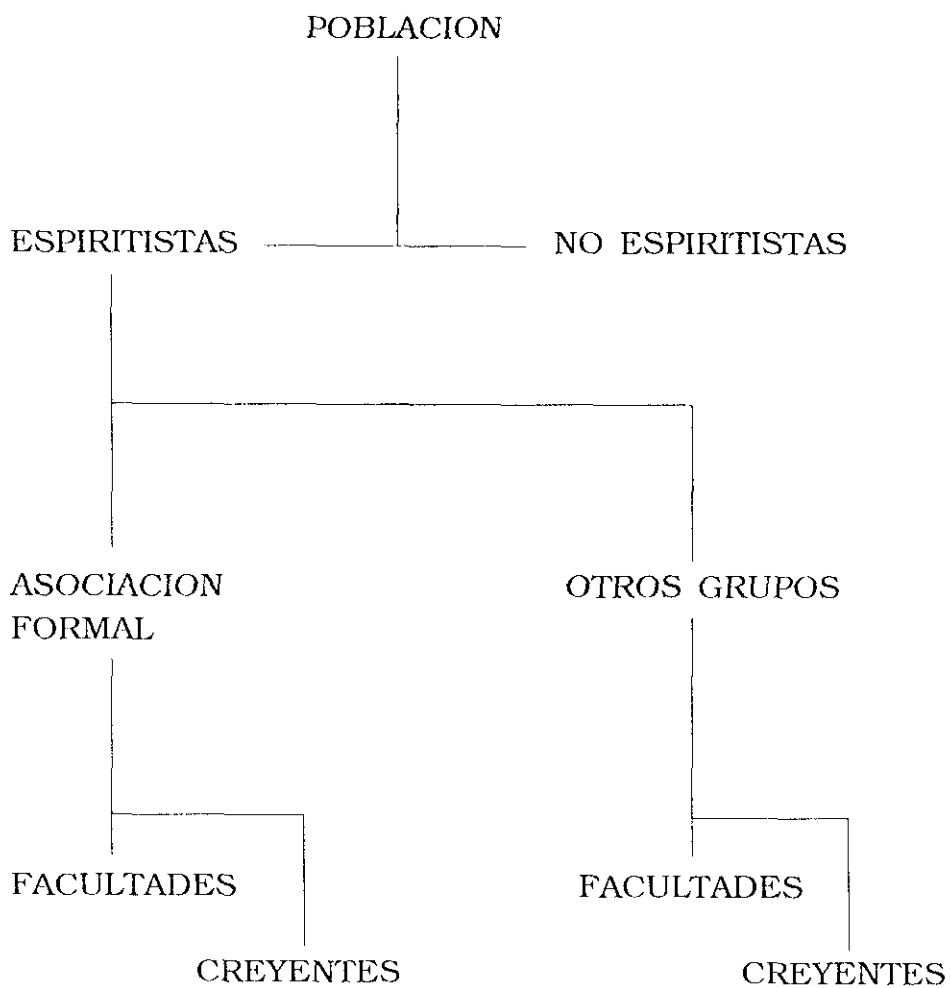 POBLACION
ESPIRITISTAS
NO ESPIRITISTAS
ASOCIACION
FORMAL
OTROS GRUPOS
FACULTADES
FACULTADES
CREYENTES
CREYENTES